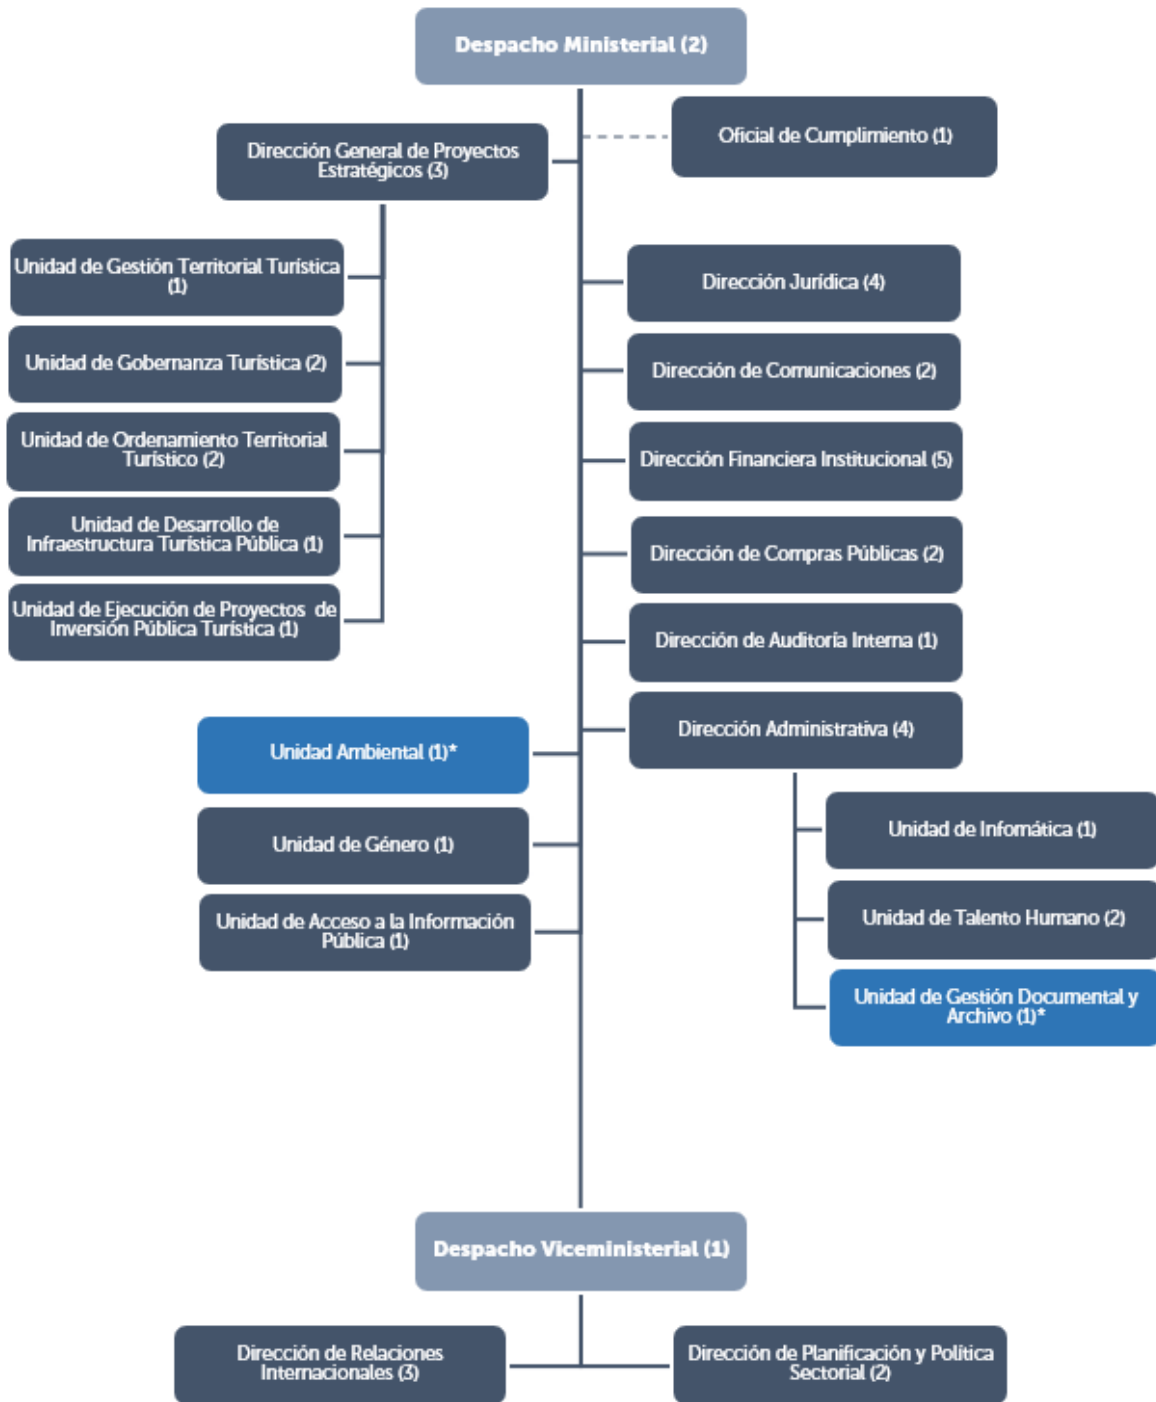 Despacho Ministerial (2)
Oficial de Cumplimiento (1)
Dirección General de Proyectos
Estratégicos (3)
Unidad de Gestión Territorial Turística
(1)
Unidad de Gobernanza Turística (2)
Unidad de Ordenamiento Territorial
Turístico (2)
Unidad de Desarrollo de
Infraestructura Turística Pública (1)
Unidad de Ejecución de Proyectos de
Inversión Pública Turística (1)
Dirección Jurídica (4)
Dirección de Comunicaciones (2)
Dirección Financiera Institucional (5)
Dirección de Compras Públicas (2)
Dirección de Auditoría Interna (1)
Dirección Administrativa (4)
Unidad Ambiental (1)*
Unidad de Género (1)
Unidad de Acceso a la Información
Pública (1)
Unidad de Infomática (1)
Unidad de Talento Humano (2)
Unidad de Gestión Documental y
Archivo (1)*
Despacho Viceministerial (1)
Dirección de Relaciones
Internacionales (3)
Dirección de Planificación y Política
Sectorial (2)